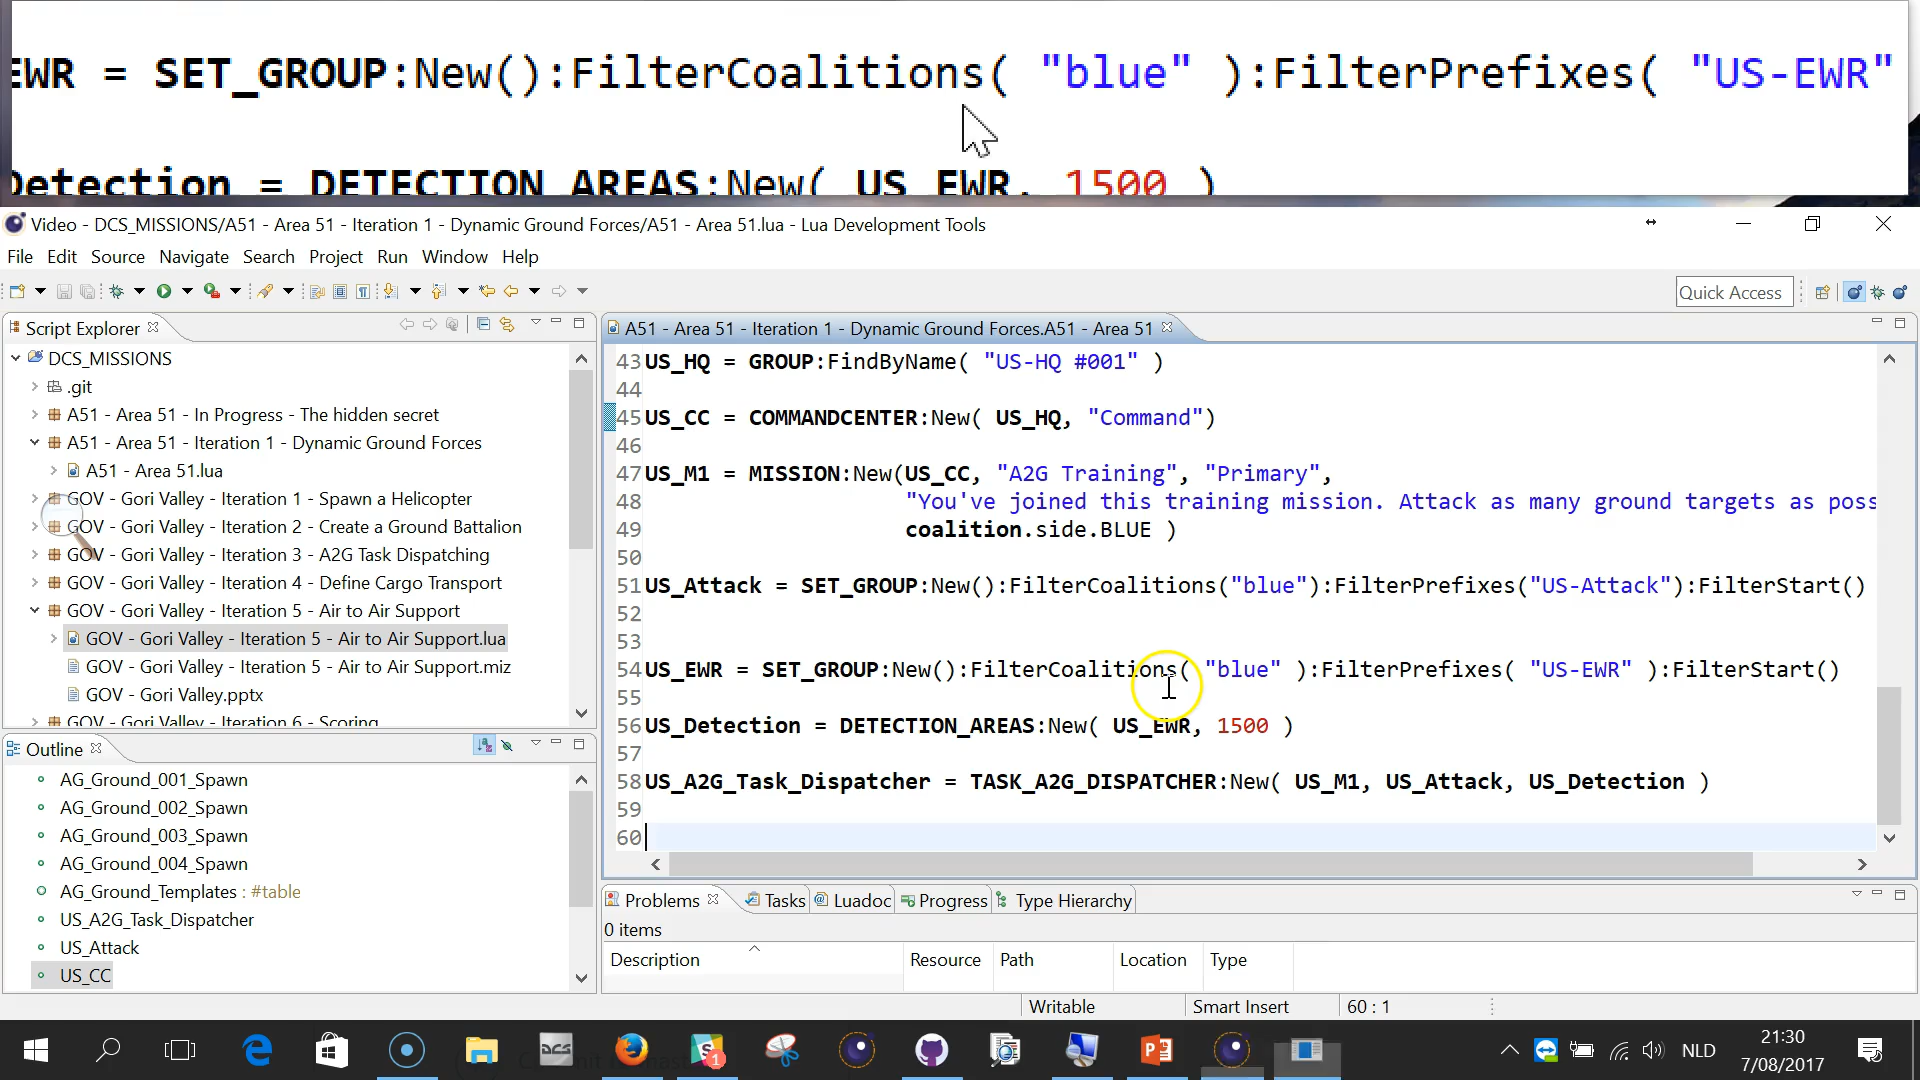 EWR = SET_GROUP:New():FilterCoalitions( "blue" ):FilterPrefixes( "US-EWR"
Detection = DETECTION_AREAS:New( US_EWR, 1500 )
Video - DCS_MISSIONS/A51 - Area 51 - Iteration 1 - Dynamic Ground Forces/A51 - Area 51.lua - Lua Development Tools
File Edit Source Navigate Search Project Run Window Help
Quick Access
Script Explorer
DCS_MISSIONS
.git
A51 - Area 51 - In Progress - The hidden secret
A51 - Area 51 - Iteration 1 - Dynamic Ground Forces
A51 - Area 51.lua
GOV - Gori Valley - Iteration 1 - Spawn a Helicopter
GOV - Gori Valley - Iteration 2 - Create a Ground Battalion
GOV - Gori Valley - Iteration 3 - A2G Task Dispatching
GOV - Gori Valley - Iteration 4 - Define Cargo Transport
GOV - Gori Valley - Iteration 5 - Air to Air Support
GOV - Gori Valley - Iteration 5 - Air to Air Support.lua
GOV - Gori Valley - Iteration 5 - Air to Air Support.miz
GOV - Gori Valley.pptx
GOV - Gori Valley - Iteration 6 - Scoring
Outline
AG_Ground_001_Spawn
AG_Ground_002_Spawn
AG_Ground_003_Spawn
AG_Ground_004_Spawn
AG_Ground_Templates : #table
US_A2G_Task_Dispatcher
US_Attack
US_CC
A51 - Area 51 - Iteration 1 - Dynamic Ground Forces.A51 - Area 51
43 US_HQ = GROUP:FindByName( "US-HQ #001" )
44
45 US_CC = COMMANDCENTER:New( US_HQ, "Command")
46
47 US_M1 = MISSION:New(US_CC, "A2G Training", "Primary",
48 "You've joined this training mission. Attack as many ground targets as poss
49 coalition.side.BLUE )
50
51 US_Attack = SET_GROUP:New():FilterCoalitions("blue"):FilterPrefixes("US-Attack"):FilterStart()
52
53
54 US_EWR = SET_GROUP:New():FilterCoalitions( "blue" ):FilterPrefixes( "US-EWR" ):FilterStart()
55
56 US_Detection = DETECTION_AREAS:New( US_EWR, 1500 )
57
58 US_A2G_Task_Dispatcher = TASK_A2G_DISPATCHER:New( US_M1, US_Attack, US_Detection )
59
60
Problems Tasks Luadoc Progress Type Hierarchy
0 items
Description Resource Path Location Type
Writable Smart Insert 60 : 1
DCS 1 NLD 21:30
7/08/2017